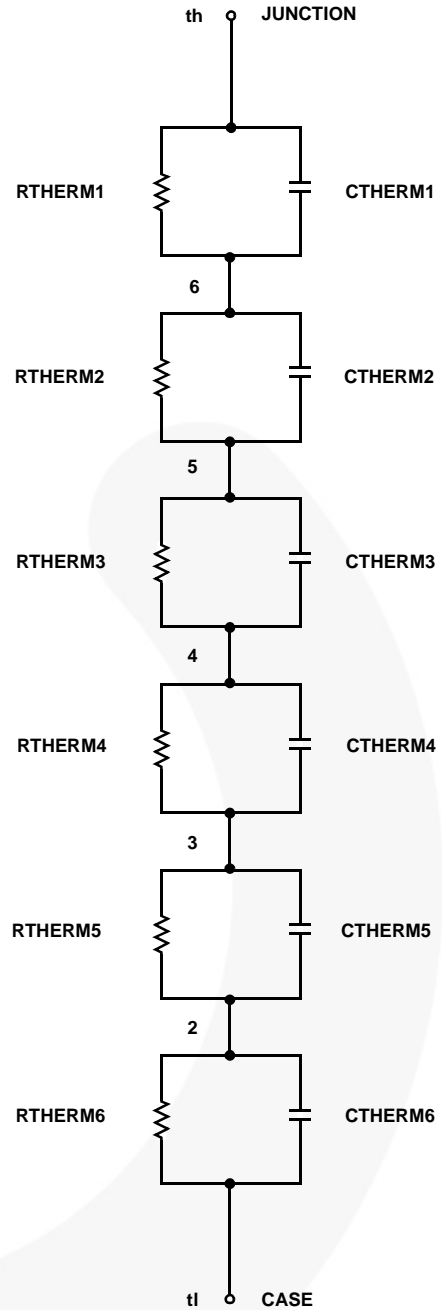 th JUNCTION
RTHERM1 CTHERM1
6
RTHERM2 CTHERM2
5
RTHERM3 CTHERM3
4
RTHERM4 CTHERM4
3
RTHERM5 CTHERM5
2
RTHERM6 CTHERM6
tl CASE